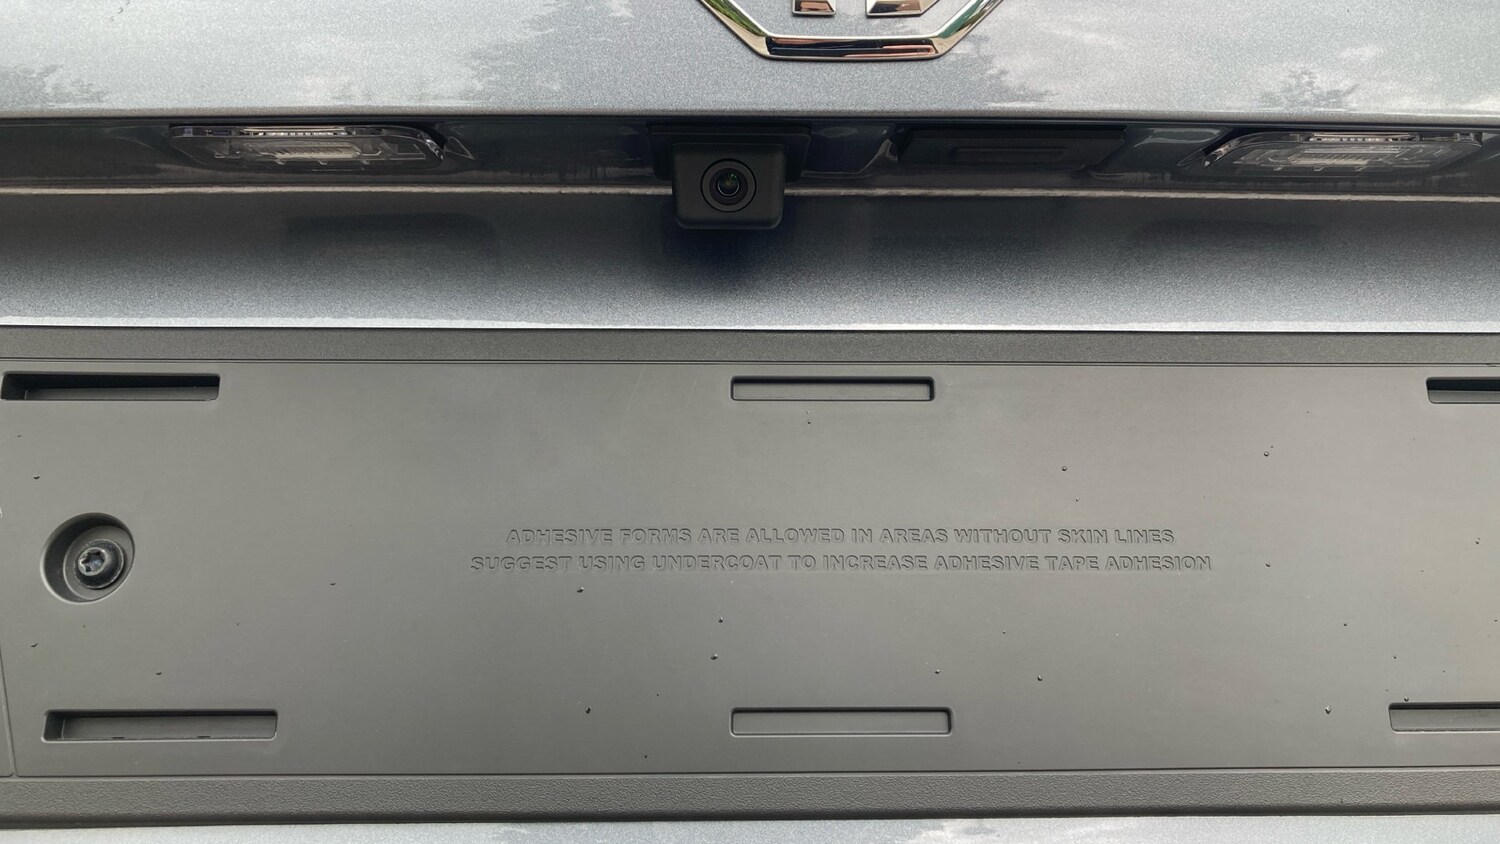 ADHESIVE FORMS ARE ALLOWED IN AREAS WITHOUT SKIN LINES
SUGGEST USING UNDERCOAT TO INCREASE ADHESIVE TAPE ADHESION